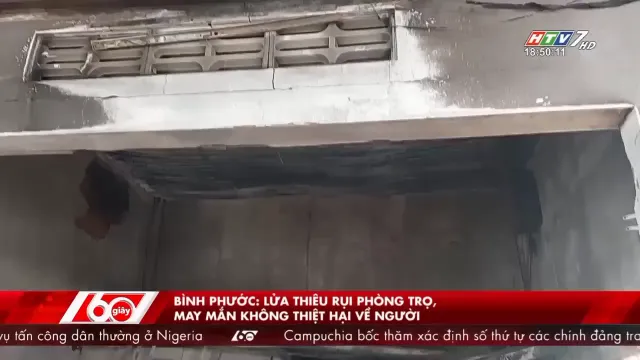 HTV7 HD
18:50:11
60 giây
BÌNH PHƯỚC: LỬA THIÊU RỤI PHÒNG TRỌ,
MAY MẮN KHÔNG THIỆT HẠI VỀ NGƯỜI
vụ tấn công dân thường ở Nigeria 60 Campuchia bốc thăm xác định số thứ tự các chính đảng tra